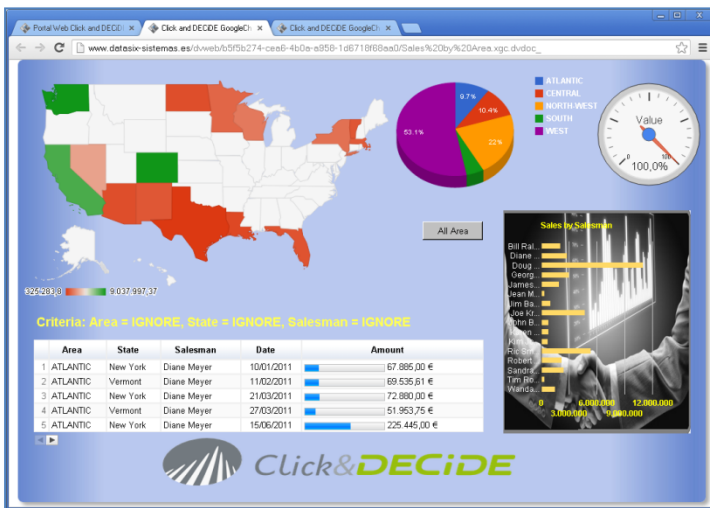 Portal Web Click and DECiDE
Click and DECiDE GoogleCh
Click and DECiDE GoogleCh
www.datasix-sistemas.es/dvweb/b5f5b274-cea6-4b0a-a958-1d6718f68aa0/Sales%20by%20Area.xgc.dvdoc_
9.7%
10.4%
22%
53.1%
ATLANTIC
CENTRAL
NORTH-WEST
SOUTH
WEST
Value
0 100
100,0%
All Area
325.283,8 9.037.997,37
Sales by Salesman
Bill Ral...
Diane ...
Doug ...
Georg...
James...
Jean M...
Jim Ba...
Joe Kr...
John B...
Ric Smi...
Robert...
Sandra...
Tim Ro...
Wanda...
0 6.000.000 12.000.000
3.000.000 9.000.000
Criteria: Area = IGNORE, State = IGNORE, Salesman = IGNORE
Area State Salesman Date Amount
1 ATLANTIC New York Diane Meyer 10/01/2011 67.885,00 €
2 ATLANTIC Vermont Diane Meyer 11/02/2011 69.535,61 €
3 ATLANTIC New York Diane Meyer 21/03/2011 72.880,00 €
4 ATLANTIC Vermont Diane Meyer 27/03/2011 51.953,75 €
5 ATLANTIC New York Diane Meyer 15/06/2011 225.445,00 €
Click&DECiDE